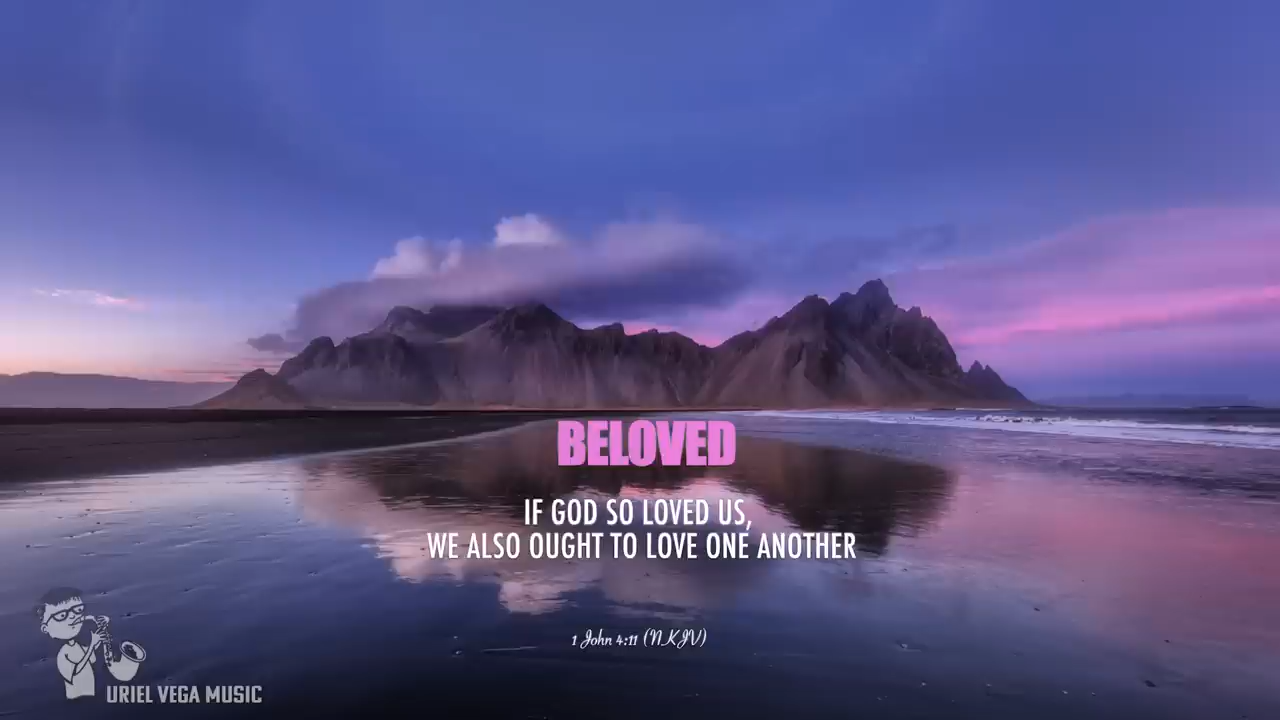 BELOVED
IF GOD SO LOVED US,
WE ALSO OUGHT TO LOVE ONE ANOTHER
1 John 4:11 (NKJV)
URIEL VEGA MUSIC